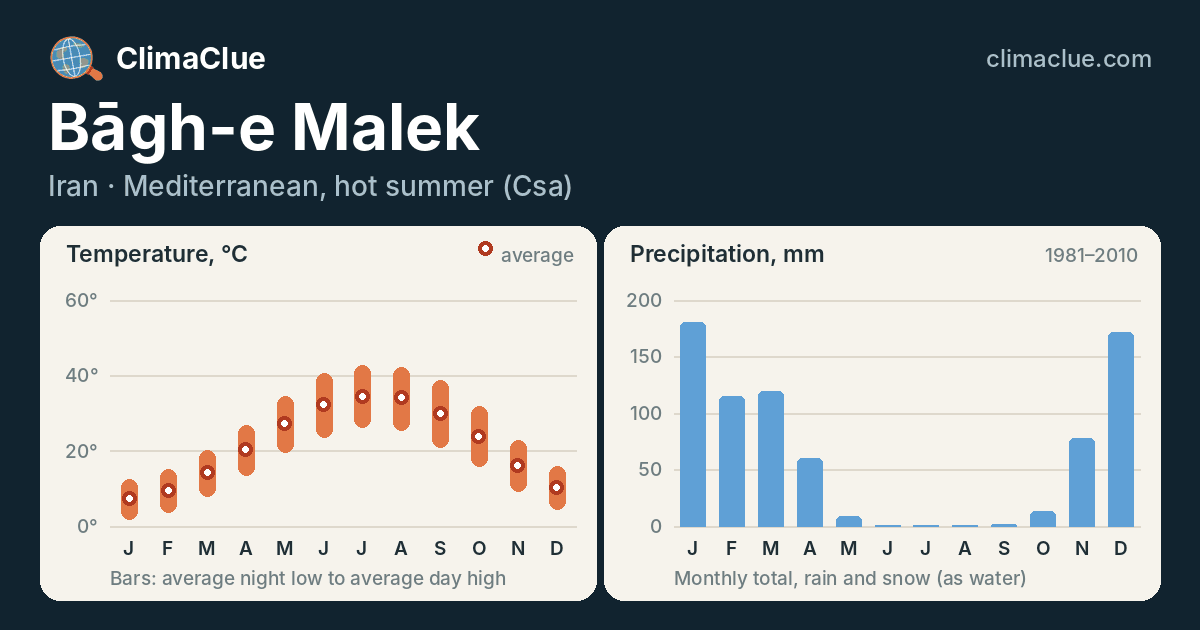 ClimaClue
climaclue.com
Bāgh-e Malek
Iran · Mediterranean, hot summer (Csa)
Temperature, °C
average
60°
40°
20°
0°
J F M A M J J A S O N D
Bars: average night low to average day high
Precipitation, mm
1981–2010
200
150
100
50
0
J F M A M J J A S O N D
Monthly total, rain and snow (as water)